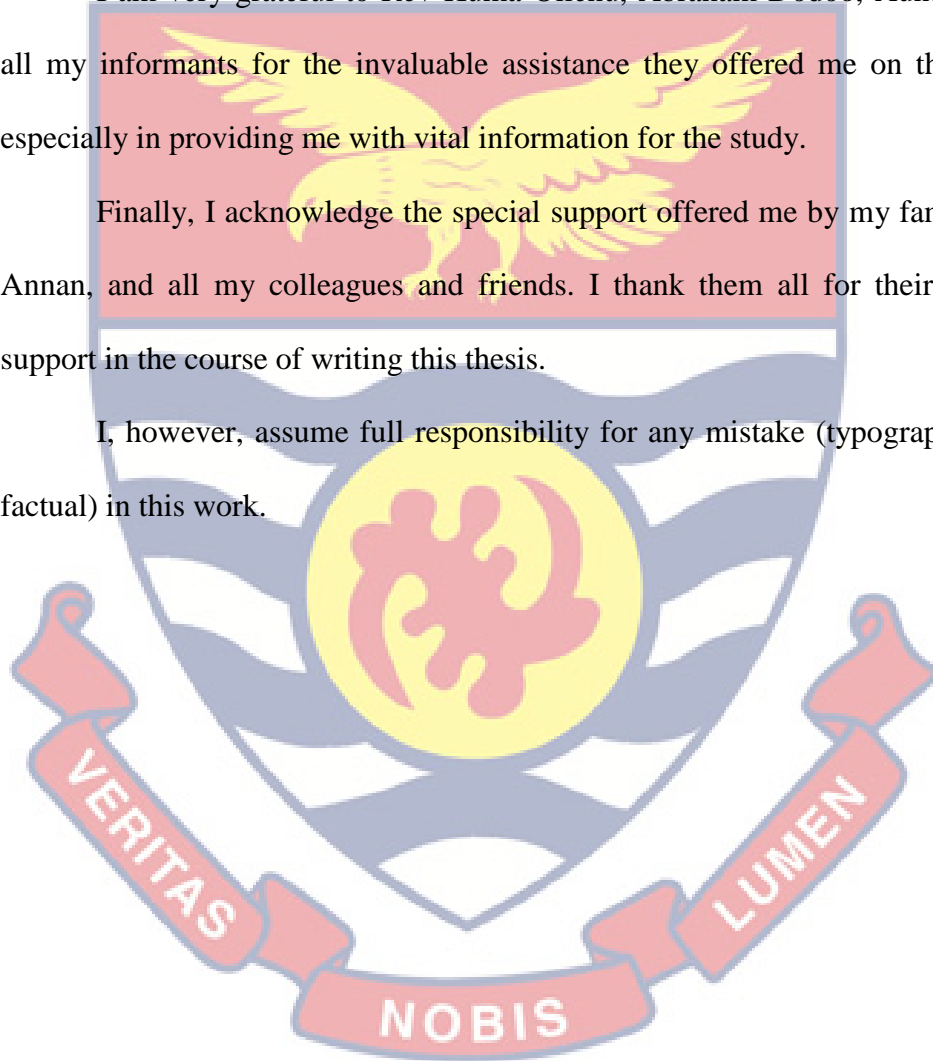 all my informants for the invaluable assistance they offered me on
especially in providing me with vital information for the study.
Finally, I acknowledge the special support offered me by my
Annan, and all my colleagues and friends. I thank them all for their
support in the course of writing this thesis.
I, however, assume full responsibility for any mistake
factual) in this work.
VERITAS
NOBIS
LUMEN